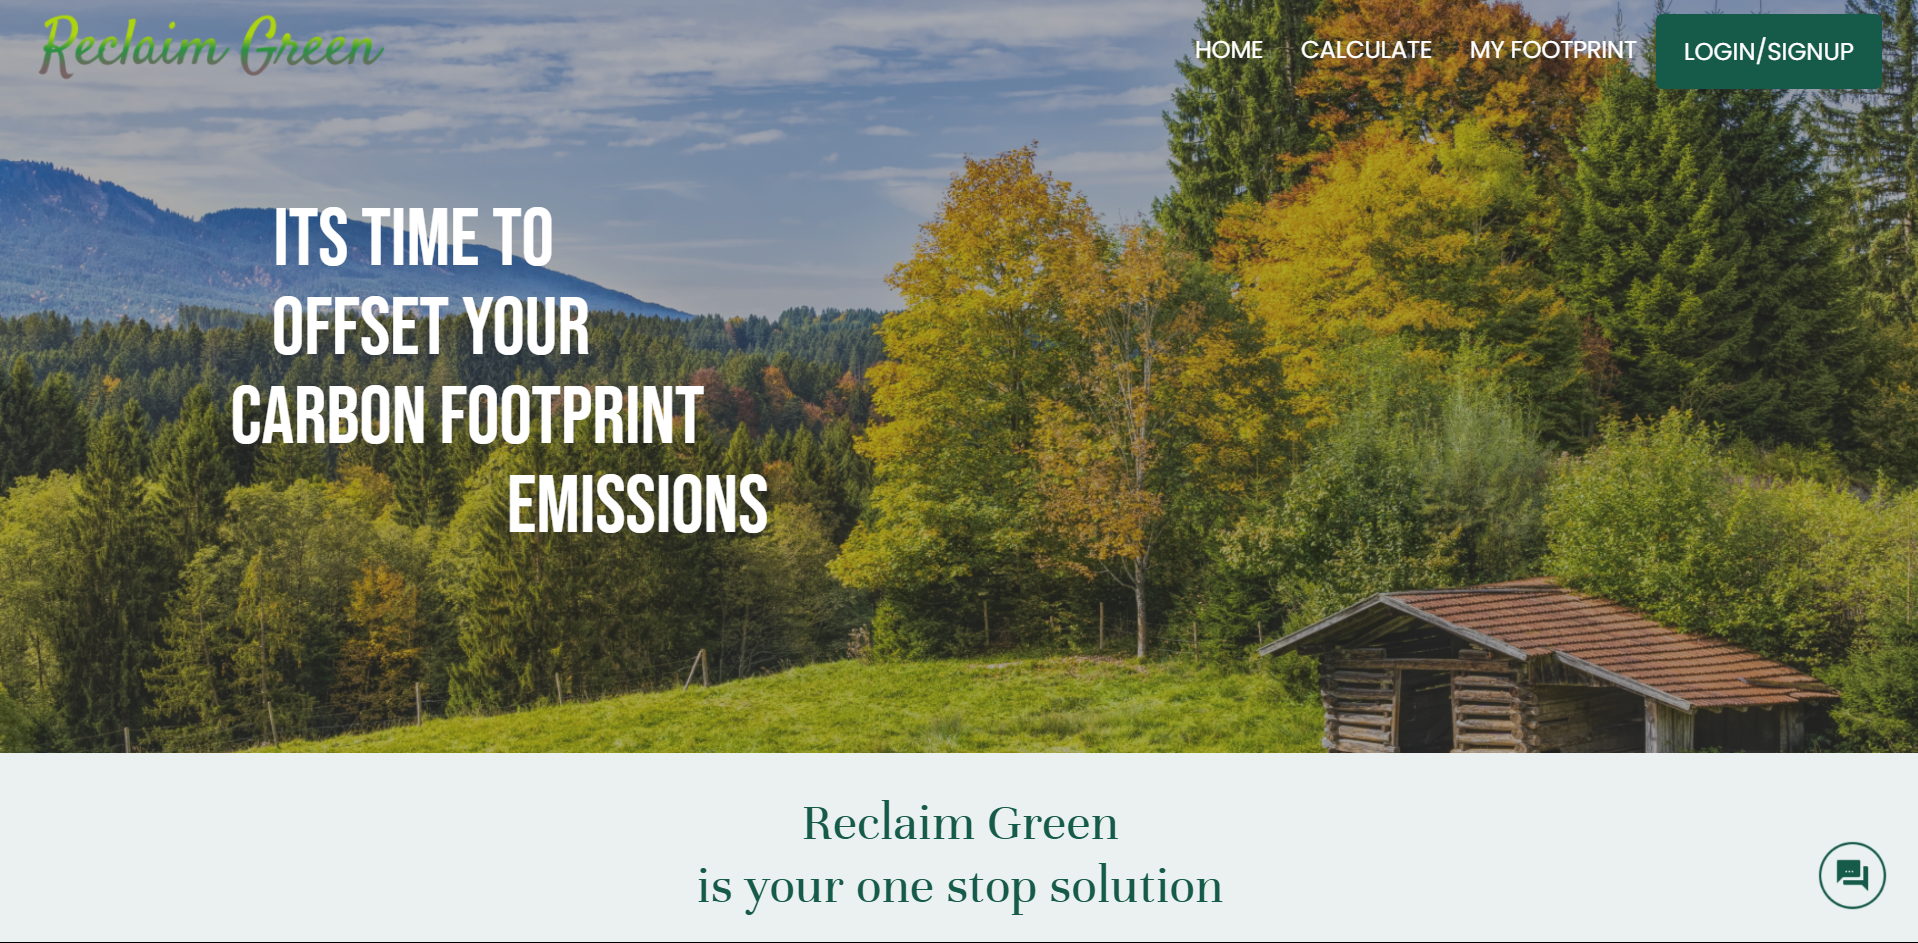 Reclaim Green
HOME CALCULATE MY FOOTPRINT LOGIN/SIGNUP
ITS TIME TO
OFFSET YOUR
CARBON FOOTPRINT
EMISSIONS
Reclaim Green
is your one stop solution